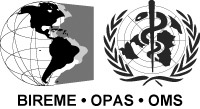 BIREME • OPAS • OMS